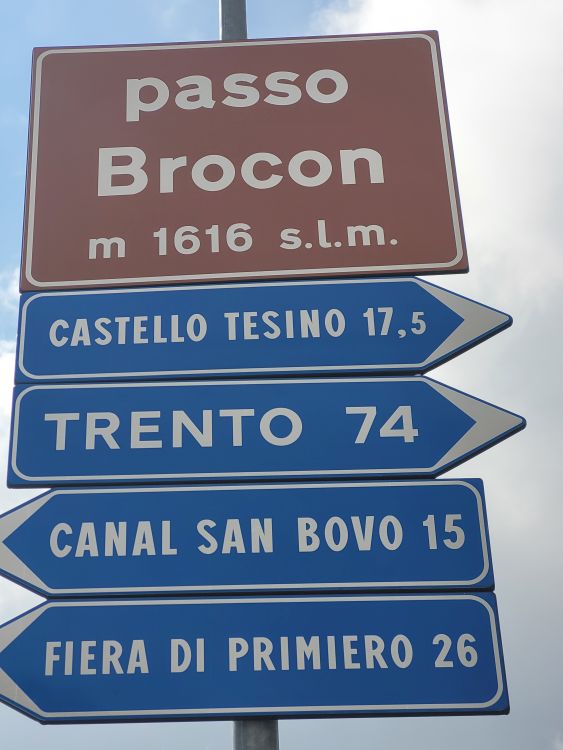 passo
Brocon
m 1616 s.l.m.
CASTELLO TESINO 17,5
TRENTO 74
CANAL SAN BOVO 15
FIERA DI PRIMIERO 26